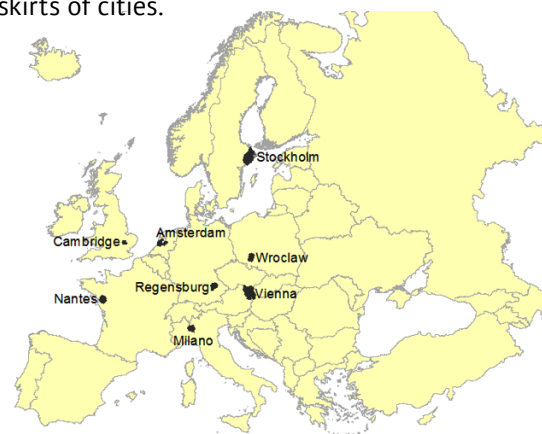 skirts of cities.
Stockholm
Amsterdam
Cambridge
Wroclaw
Regensburg
Vienna
Nantes
Milano